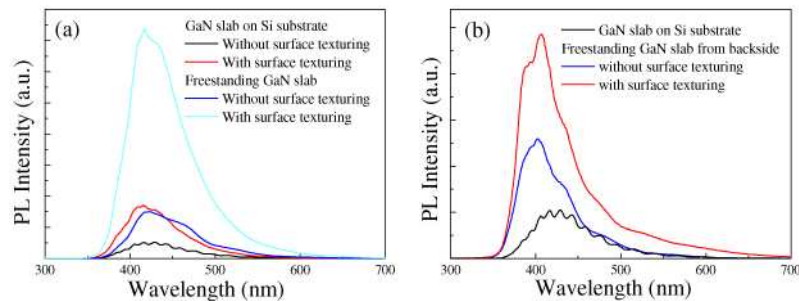 (a)
GaN slab on Si substrate
Without surface texturing
With surface texturing
Freestanding GaN slab
Without surface texturing
With surface texturing
PL Intensity (a.u.)
300 400 500 600 700
Wavelength (nm)
(b)
GaN slab on Si substrate
Freestanding GaN slab from backside
without surface texturing
with surface texturing
PL Intensity (a.u.)
300 400 500 600 700
Wavelength (nm)